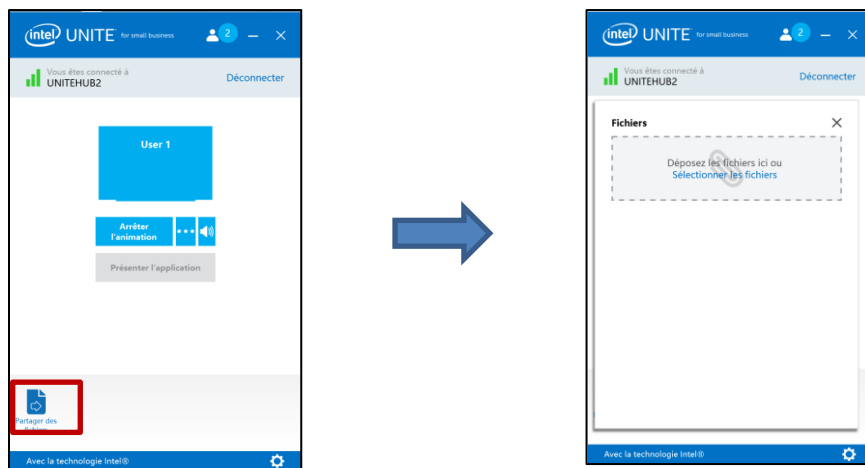 intel UNITE for small business 2
Vous êtes connecté à
UNITEHUB2
Déconnecter
User 1
Arrêter
l'animation
Présenter l'application
Partager des
fichiers
Avec la technologie Intel®
intel UNITE for small business 2
Vous êtes connecté à
UNITEHUB2
Déconnecter
Fichiers
Déposez les fichiers ici ou
Sélectionner les fichiers
Avec la technologie Intel®